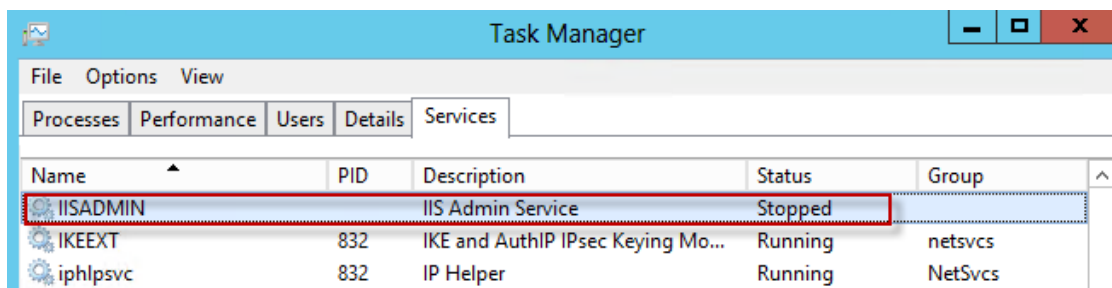 Task Manager
File Options View
Processes Performance Users Details Services
Name PID Description Status Group
IISADMIN IIS Admin Service Stopped
IKEEXT 832 IKE and AuthIP IPsec Keying Mo... Running netsvcs
iphlpsvc 832 IP Helper Running NetSvcs